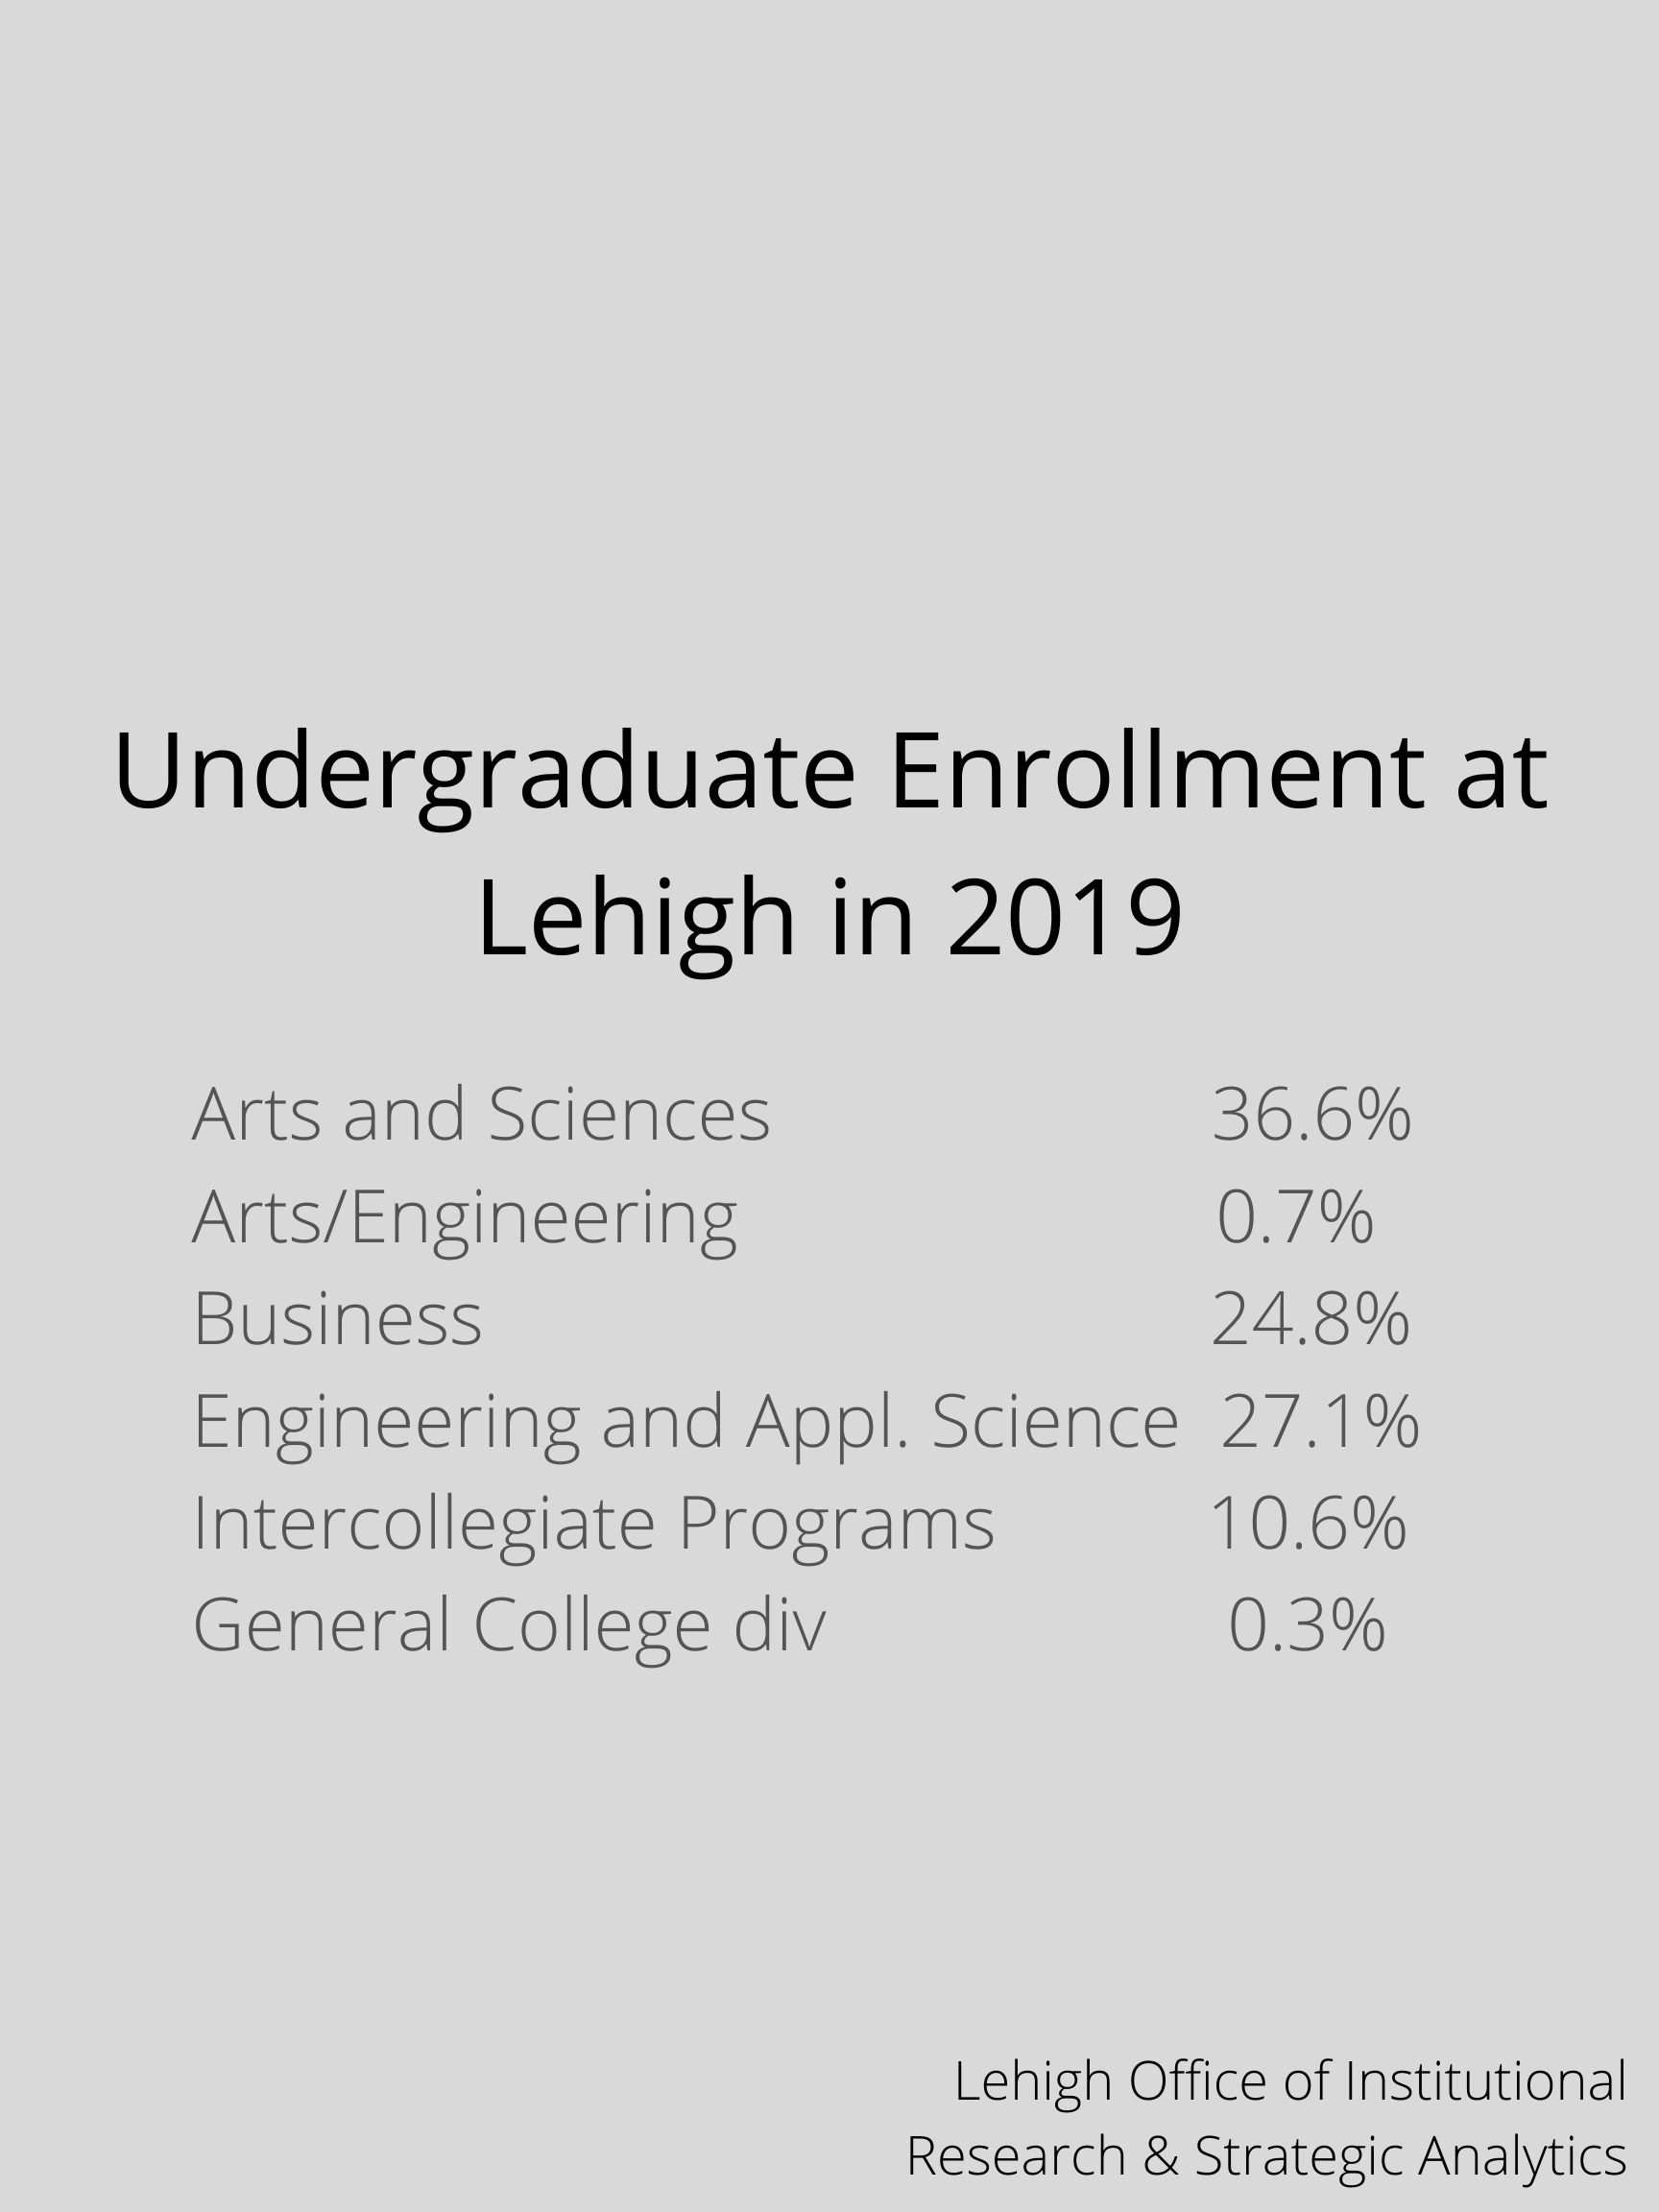 Undergraduate Enrollment at
Lehigh in 2019
Arts and Sciences 36.6%
Arts/Engineering 0.7%
Business 24.8%
Engineering and Appl. Science 27.1%
Intercollegiate Programs 10.6%
General College div 0.3%
Lehigh Office of Institutional
Research & Strategic Analytics